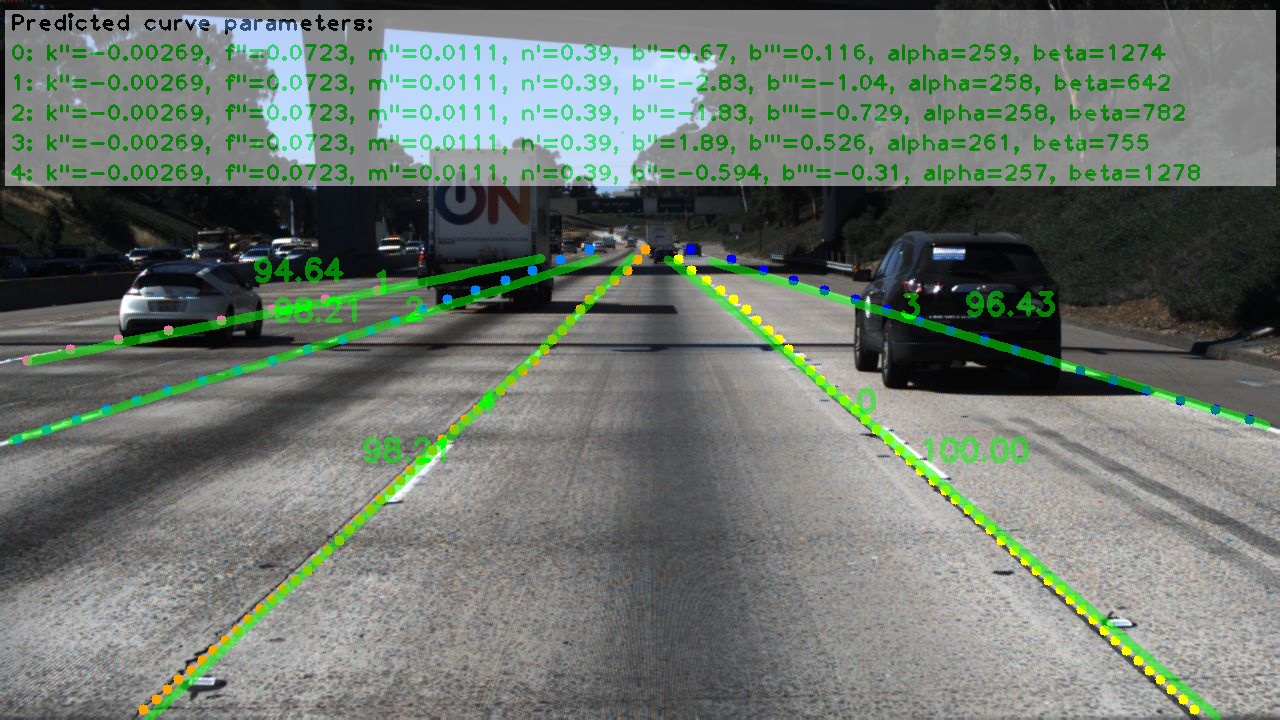 Predicted curve parameters:
0: k''=-0.00269, f''=0.0723, m''=0.0111, n'=0.39, b''=0.67, b'''=0.116, alpha=259, beta=1274
1: k''=-0.00269, f''=0.0723, m''=0.0111, n'=0.39, b''=-2.83, b'''=-1.04, alpha=258, beta=642
2: k''=-0.00269, f''=0.0723, m''=0.0111, n'=0.39, b''=-1.83, b'''=-0.729, alpha=258, beta=782
3: k''=-0.00269, f''=0.0723, m''=0.0111, n'=0.39, b''=1.89, b'''=0.526, alpha=261, beta=755
4: k''=-0.00269, f''=0.0723, m''=0.0111, n'=0.39, b''=-0.594, b'''=-0.31, alpha=257, beta=1278
ON
94.64 1
98.21 2
3 96.43
0
98.21
100.00